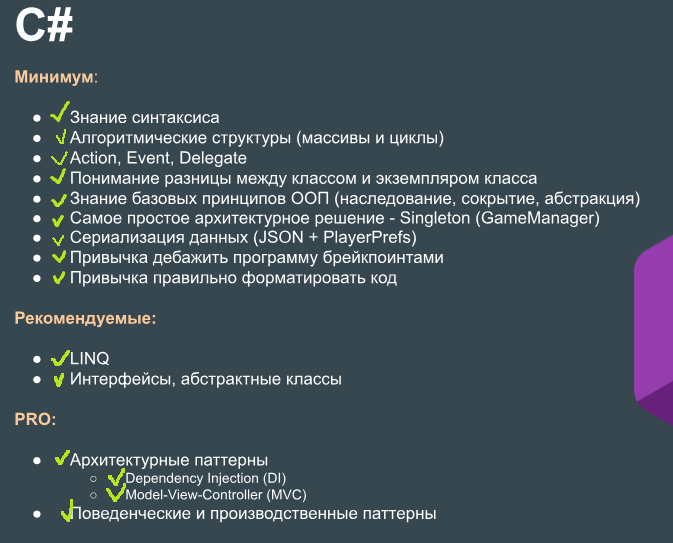 C#
Минимум:
Знание синтаксиса
Алгоритмические структуры (массивы и циклы)
Action, Event, Delegate
Понимание разницы между классом и экземпляром класса
Знание базовых принципов ООП (наследование, сокрытие, абстракция)
Самое простое архитектурное решение - Singleton (GameManager)
Сериализация данных (JSON + PlayerPrefs)
Привычка дебажить программу брейкпоинтами
Привычка правильно форматировать код
Рекомендуемые:
LINQ
Интерфейсы, абстрактные классы
PRO:
Архитектурные паттерны
Dependency Injection (DI)
Model-View-Controller (MVC)
Поведенческие и производственные паттерны